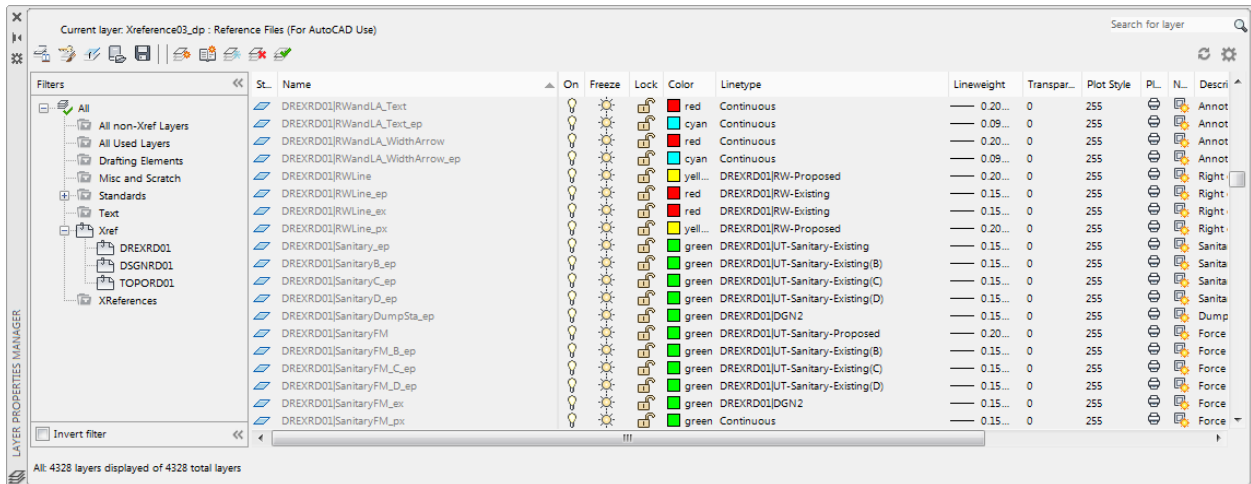 Current layer: Xreference03_dp : Reference Files (For AutoCAD Use)
Search for layer
Filters
St... Name On Freeze Lock Color Linetype Lineweight Transpar... Plot Style Pl... N... Descri
All
All non-Xref Layers
All Used Layers
Drafting Elements
Misc and Scratch
Standards
Text
Xref
DREXRD01
DSGNRD01
TOPORD01
XReferences
DREXRD01|RWandLA_Text red Continuous 0.20... 0 255 Annot
DREXRD01|RWandLA_Text_ep cyan Continuous 0.09... 0 255 Annot
DREXRD01|RWandLA_WidthArrow red Continuous 0.20... 0 255 Annot
DREXRD01|RWandLA_WidthArrow_ep cyan Continuous 0.09... 0 255 Annot
DREXRD01|RWLine yell... DREXRD01|RW-Proposed 0.20... 0 255 Right
DREXRD01|RWLine_ep red DREXRD01|RW-Existing 0.15... 0 255 Right
DREXRD01|RWLine_ex red DREXRD01|RW-Existing 0.15... 0 255 Right
DREXRD01|RWLine_px yell... DREXRD01|RW-Proposed 0.20... 0 255 Right
DREXRD01|Sanitary_ep green DREXRD01|UT-Sanitary-Existing 0.15... 0 255 Sanita
DREXRD01|SanitaryB_ep green DREXRD01|UT-Sanitary-Existing(B) 0.15... 0 255 Sanita
DREXRD01|SanitaryC_ep green DREXRD01|UT-Sanitary-Existing(C) 0.15... 0 255 Sanita
DREXRD01|SanitaryD_ep green DREXRD01|UT-Sanitary-Existing(D) 0.15... 0 255 Sanita
DREXRD01|SanitaryDumpSta_ep green DREXRD01|DGN2 0.15... 0 255 Dump
DREXRD01|SanitaryFM green DREXRD01|UT-Sanitary-Proposed 0.20... 0 255 Force
DREXRD01|SanitaryFM_B_ep green DREXRD01|UT-Sanitary-Existing(B) 0.15... 0 255 Force
DREXRD01|SanitaryFM_C_ep green DREXRD01|UT-Sanitary-Existing(C) 0.15... 0 255 Force
DREXRD01|SanitaryFM_D_ep green DREXRD01|UT-Sanitary-Existing(D) 0.15... 0 255 Force
DREXRD01|SanitaryFM_ex green DREXRD01|DGN2 0.15... 0 255 Force
DREXRD01|SanitaryFM_px green Continuous 0.15... 0 255 Force
Invert filter
All: 4328 layers displayed of 4328 total layers
LAYER PROPERTIES MANAGER